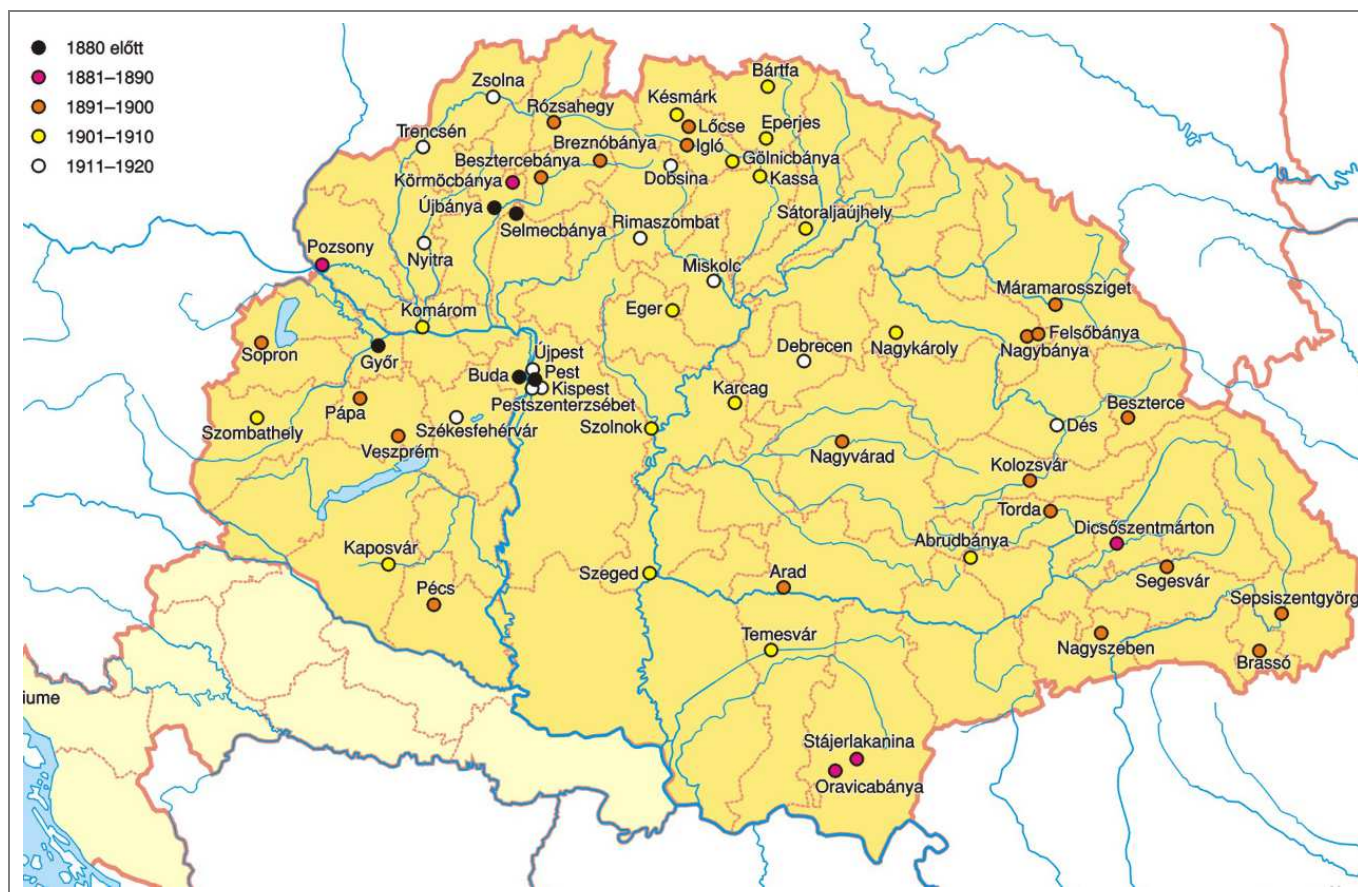 1880 előtt
1881–1890
1891–1900
1901–1910
1911–1920
Bártfa
Zsolna
Késmárk
Rózsahegy
Lőcse
Eperjes
Trencsén
Breznóbánya
Igló
Besztercebánya
Gölnicbánya
Körmöcbánya
Dobsina
Kassa
Újbánya
Sátoraljaújhely
Rimaszombat
Selmecbánya
Pozsony
Nyitra
Miskolc
Máramarossziget
Komárom
Eger
Felsőbánya
Sopron
Győr
Újpest
Debrecen
Nagykároly
Nagybánya
Buda
Pest
Kispest
Karcag
Pápa
Pestszenterzsébet
Beszterce
Szombathely
Székesfehérvár
Szolnok
Dés
Veszprém
Nagyvárad
Kolozsvár
Torda
Dicsőszentmárton
Kaposvár
Abrudbánya
Szeged
Arad
Segesvár
Pécs
Sepsiszentgyörg
Temesvár
Nagyszeben
Brassó
iume
Stájerlakanina
Oravicabánya